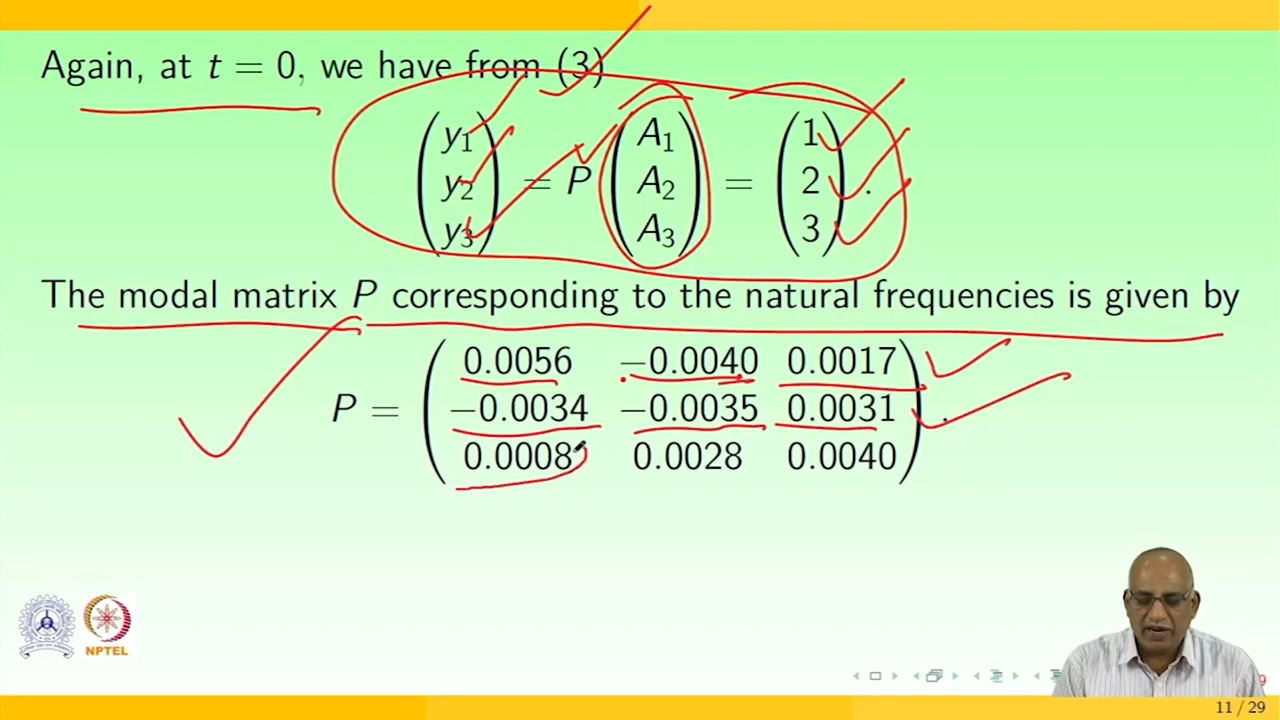 Again, at t = 0, we have from (3)
(y₁ y₂ y₃) = P (A₁ A₂ A₃) = (1 2 3).
The modal matrix P corresponding to the natural frequencies is given by
0.0056 −0.0040 0.0017
P = −0.0034 −0.0035 0.0031 .
0.0008 0.0028 0.0040
NPTEL
9
11 / 29